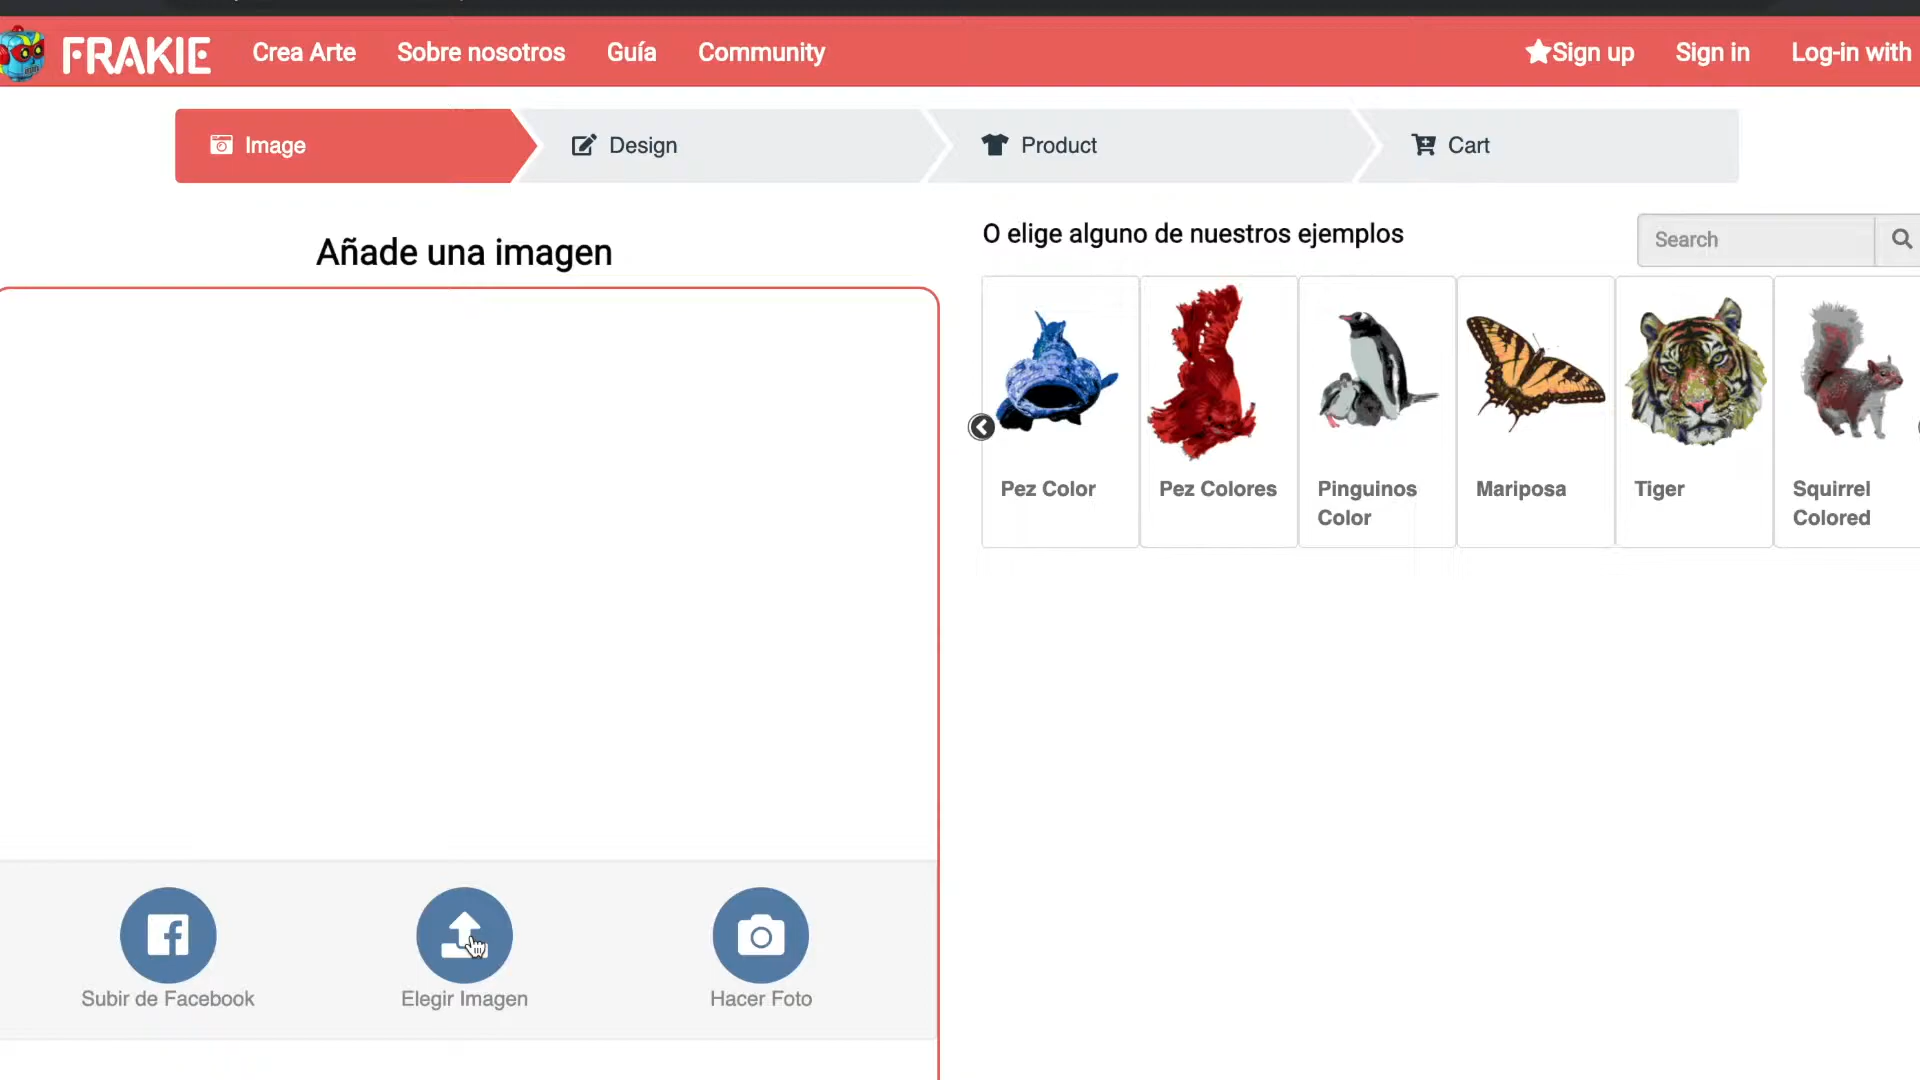 FRAKIE Crea Arte Sobre nosotros Guía Community Sign up Sign in Log-in with
Image Design Product Cart
Añade una imagen
O elige alguno de nuestros ejemplos
Search
Pez Color
Pez Colores
Pinguinos
Color
Mariposa
Tiger
Squirrel
Colored
Subir de Facebook
Elegir Imagen
Hacer Foto